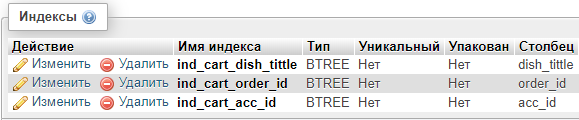 Индексы
Действие Имя индекса Тип Уникальный Упакован Столбец
Изменить Удалить ind_cart_dish_tittle BTREE Нет Нет dish_tittle
Изменить Удалить ind_cart_order_id BTREE Нет Нет order_id
Изменить Удалить ind_cart_acc_id BTREE Нет Нет acc_id